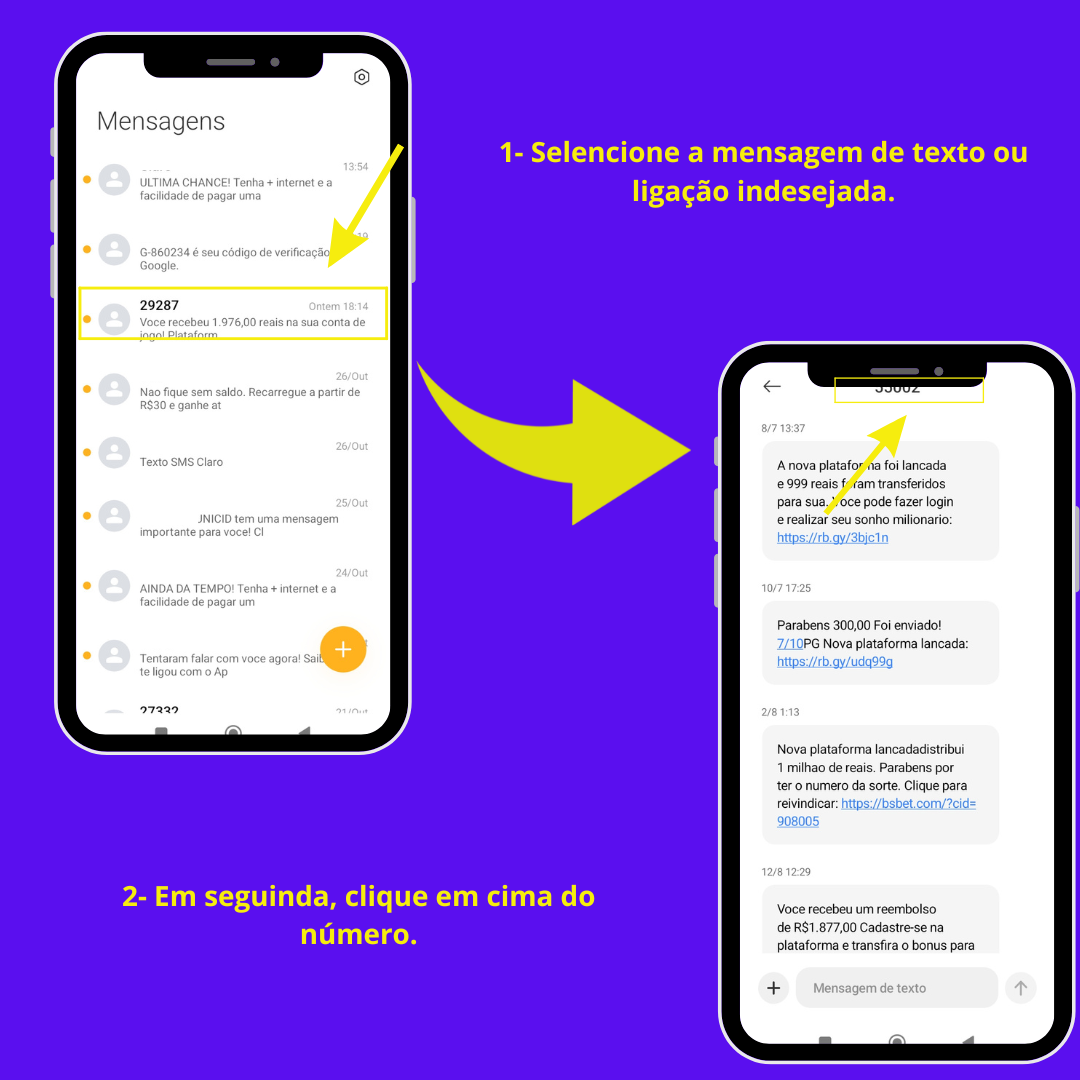 Mensagens
13:54
ULTIMA CHANCE! Tenha + internet e a
facilidade de pagar uma
G-860234 é seu código de verificação
Google.
29287
Ontem 18:14
Voce recebeu 1.976,00 reais na sua conta de
jogo! Plataform
26/Out
Nao fique sem saldo. Recarregue a partir de
R$30 e ganhe at
26/Out
Texto SMS Claro
25/Out
JNICID tem uma mensagem
importante para voce! Cl
24/Out
AINDA DA TEMPO! Tenha + internet e a
facilidade de pagar um
Tentaram falar com voce agora!
te ligou com o Ap
27332
21/Out
1- Selencione a mensagem de texto ou
ligação indesejada.
8/7 13:37
A nova plataforma foi lancada
e 999 reais foram transferidos
para sua. Voce pode fazer login
e realizar seu sonho milionario:
https://rb.gy/3bjc1n
10/7 17:25
Parabens 300,00 Foi enviado!
7/10PG Nova plataforma lancada:
https://rb.gy/udq99g
2/8 1:13
Nova plataforma lancadadistribui
1 milhao de reais. Parabens por
ter o numero da sorte. Clique para
reivindicar: https://bsbet.com/?cid=
908005
12/8 12:29
Voce recebeu um reembolso
de R$1.877,00 Cadastre-se na
plataforma e transfira o bonus para
Mensagem de texto
2- Em seguinda, clique em cima do
número.